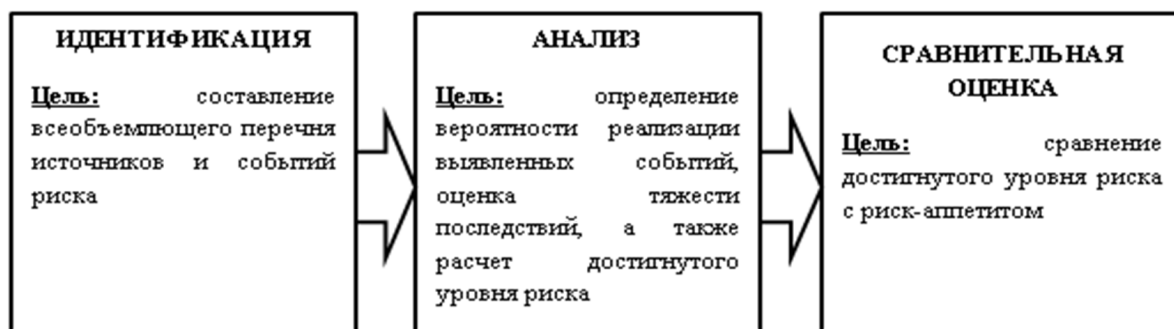 ИДЕНТИФИКАЦИЯ
Цель: составление
всеобъемлющего перечня
источников и событий
риска
АНАЛИЗ
Цель: определение
вероятности реализации
выявленных событий,
оценка тяжести
последствий, а также
расчет достигнутого
уровня риска
СРАВНИТЕЛЬНАЯ
ОЦЕНКА
Цель: сравнение
достигнутого уровня риска
с риск-аппетитом